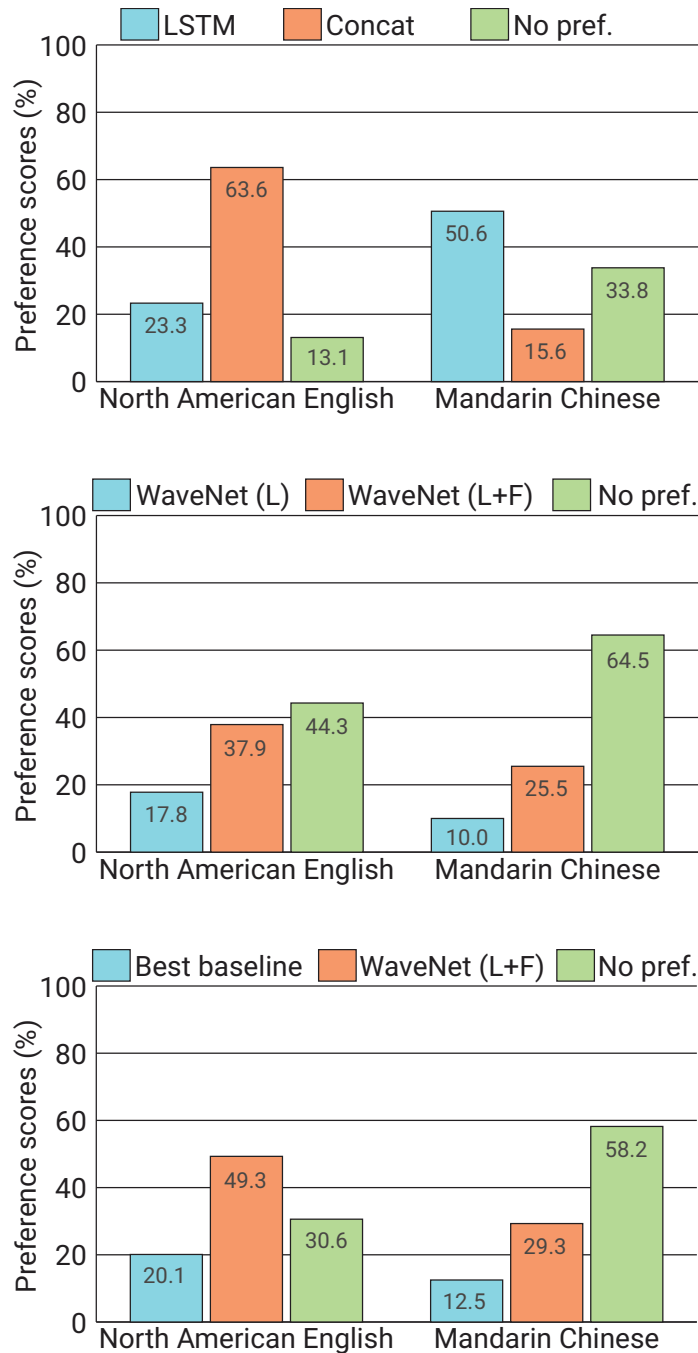 LSTM Concat No pref.
Preference scores (%)
100
80
60
40
20
0
23.3 63.6 13.1 50.6 15.6 33.8
North American English Mandarin Chinese
WaveNet (L) WaveNet (L+F) No pref.
Preference scores (%)
100
80
60
40
20
0
17.8 37.9 44.3 10.0 25.5 64.5
North American English Mandarin Chinese
Best baseline WaveNet (L+F) No pref.
Preference scores (%)
100
80
60
40
20
0
20.1 49.3 30.6 12.5 29.3 58.2
North American English Mandarin Chinese